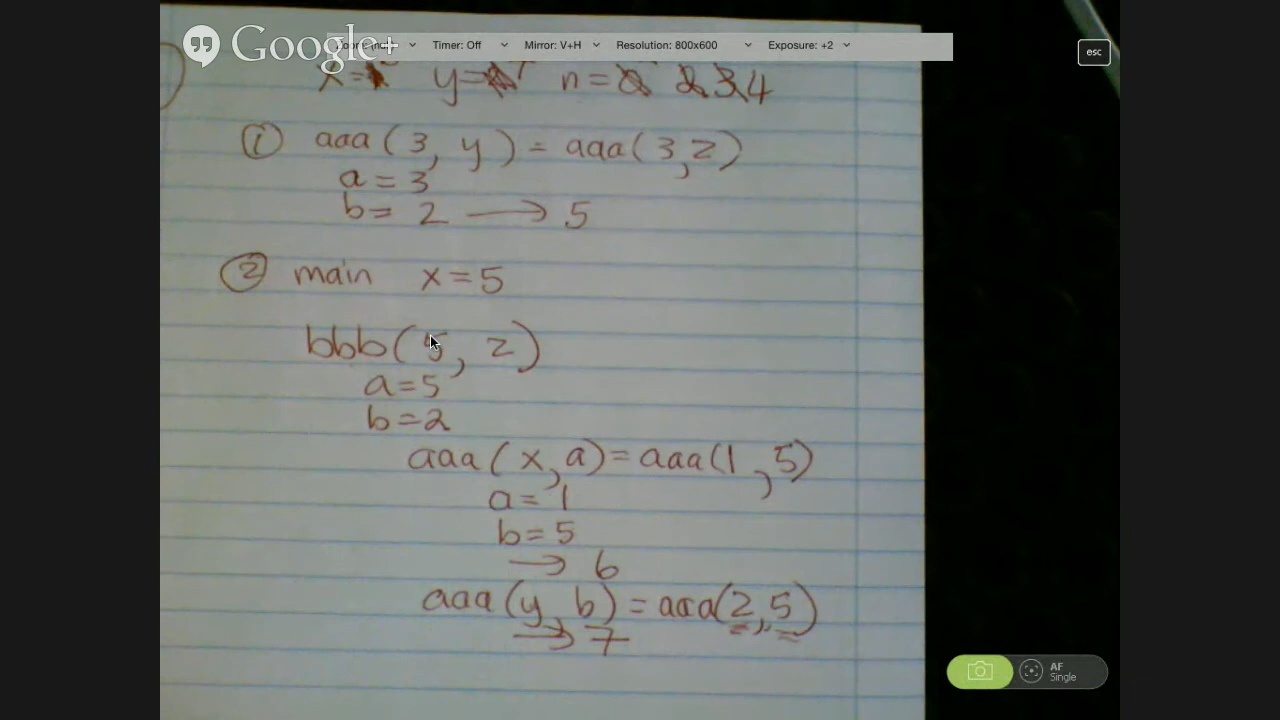 Google+
Timer: Off Mirror: V+H Resolution: 800x600 Exposure: +2
esc
x= y= n= 2 3 4
① aaa(3, y) = aaa(3,2)
a = 3
b = 2 → 5
② main x=5
bbb(5, 2)
a=5
b=2
aaa(x,a)=aaa(1,5)
a= 1
b=5
→ 6
aaa(y,b)=aaa(2,5)
→ 7
AF
Single